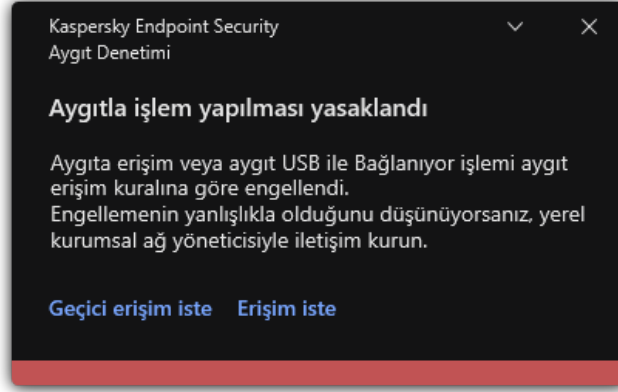 Kaspersky Endpoint Security
Aygıt Denetimi
Aygıtla işlem yapılması yasaklandı
Aygıta erişim veya aygıt USB ile Bağlanıyor işlemi aygıt
erişim kuralına göre engellendi.
Engellemenin yanlışlıkla olduğunu düşünüyorsanız, yerel
kurumsal ağ yöneticisiyle iletişim kurun.
Geçici erişim iste Erişim iste